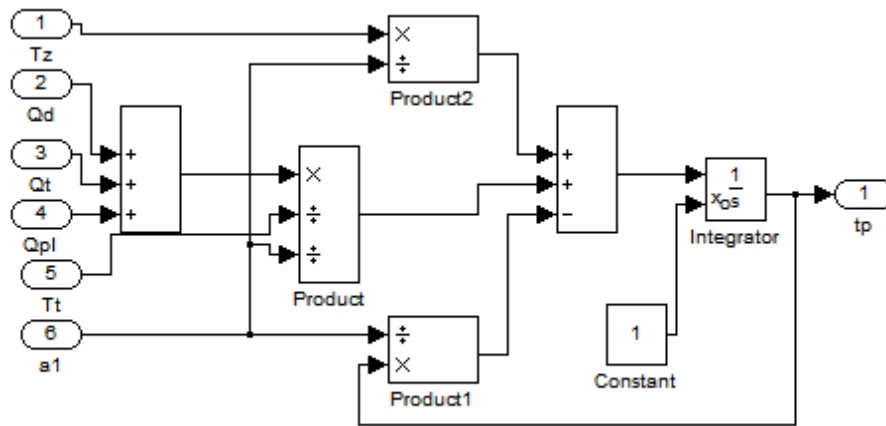 1
Tz
2
Qd
3
Qt
4
Qpl
5
Tt
6
a1
+
+
+
×
÷
Product2
×
÷
÷
Product
÷
×
Product1
+
+
−
1
s
xo
Integrator
1
Constant
1
tp